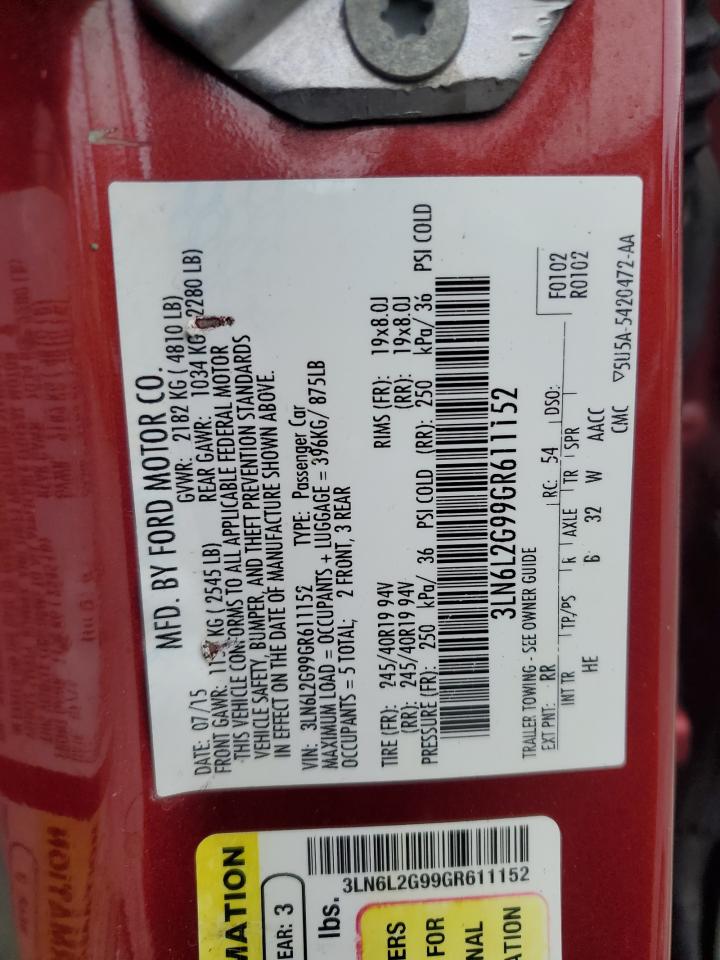 MFD. BY FORD MOTOR CO.
DATE: 07/15 GVWR: 2182 KG ( 4810 LB)
FRONT GAWR: KG ( 2545 LB) REAR GAWR: 1034 KG 2280 LB)
THIS VEHICLE CONFORMS TO ALL APPLICABLE FEDERAL MOTOR
VEHICLE SAFETY, BUMPER, AND THEFT PREVENTION STANDARDS
IN EFFECT ON THE DATE OF MANUFACTURE SHOWN ABOVE.
VIN: 3LN6L2G99GR611152 TYPE: Passenger Car
MAXIMUM LOAD = OCCUPANTS + LUGGAGE = 396KG/ 875LB
OCCUPANTS = 5 TOTAL; 2 FRONT, 3 REAR
TIRE (FR): 245/40R19 94V RIMS (FR): 19x8.0J
(RR): 245/40R19 94V (RR): 19x8.0J
PRESSURE (FR): 250 kPa/ 36 PSI COLD (RR): 250 kPa/ 36 PSI COLD
3LN6L2G99GR611152
TRAILER TOWING - SEE OWNER GUIDE
EXT PNT: RR RC: 54 DSO: F0102
R0102
INT TR TP/PS R AXLE TR SPR
HE B 32 W AACC
CMC
▽5U5A-5420472-AA
3LN6L2G99GR611152
MATION
EAR: 3
lbs.
ERS
FOR
NAL
ATION